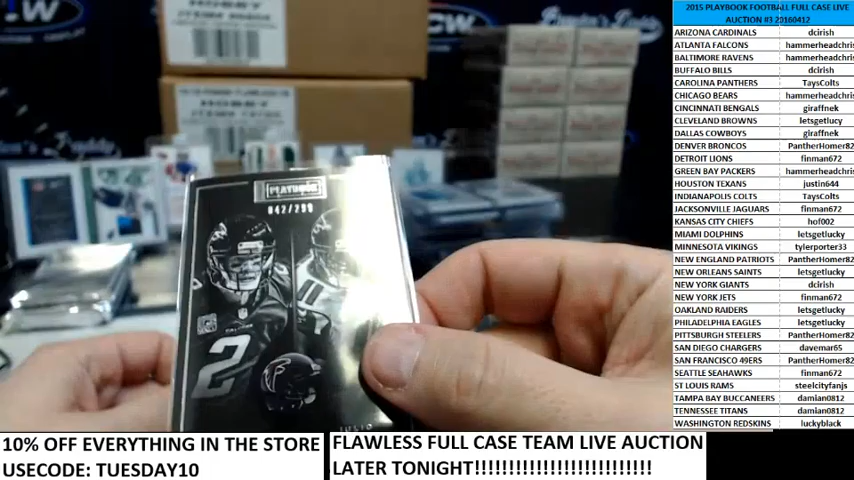 2015 PLAYBOOK FOOTBALL FULL CASE LIVE
AUCTION #3 20160412
ARIZONA CARDINALS dcirish
ATLANTA FALCONS hammerheadchris
BALTIMORE RAVENS hammerheadchris
BUFFALO BILLS dcirish
CAROLINA PANTHERS TaysColts
CHICAGO BEARS hammerheadchris
CINCINNATI BENGALS giraffnek
CLEVELAND BROWNS letsgetlucy
DALLAS COWBOYS giraffnek
DENVER BRONCOS PantherHomer82
DETROIT LIONS finman672
GREEN BAY PACKERS hammerheadchris
HOUSTON TEXANS justin644
INDIANAPOLIS COLTS TaysColts
JACKSONVILLE JAGUARS finman672
KANSAS CITY CHIEFS hof002
MIAMI DOLPHINS letsgetlucky
MINNESOTA VIKINGS tylerporter33
NEW ENGLAND PATRIOTS PantherHomer82
NEW ORLEANS SAINTS letsgetlucky
NEW YORK GIANTS dcirish
NEW YORK JETS finman672
OAKLAND RAIDERS letsgetlucky
PHILADELPHIA EAGLES letsgetlucky
PITTSBURGH STEELERS PantherHomer82
SAN DIEGO CHARGERS davemar65
SAN FRANCISCO 49ERS PantherHomer82
SEATTLE SEAHAWKS finman672
ST LOUIS RAMS steelcityfanjs
TAMPA BAY BUCCANEERS damian0812
TENNESSEE TITANS damian0812
WASHINGTON REDSKINS luckyblack
HOBBY
HOBBY
PLAYBOOK
042/299
2
11
FALCONS
JULIO
10% OFF EVERYTHING IN THE STORE
USECODE: TUESDAY10
FLAWLESS FULL CASE TEAM LIVE AUCTION
LATER TONIGHT!!!!!!!!!!!!!!!!!!!!!!!!!!!